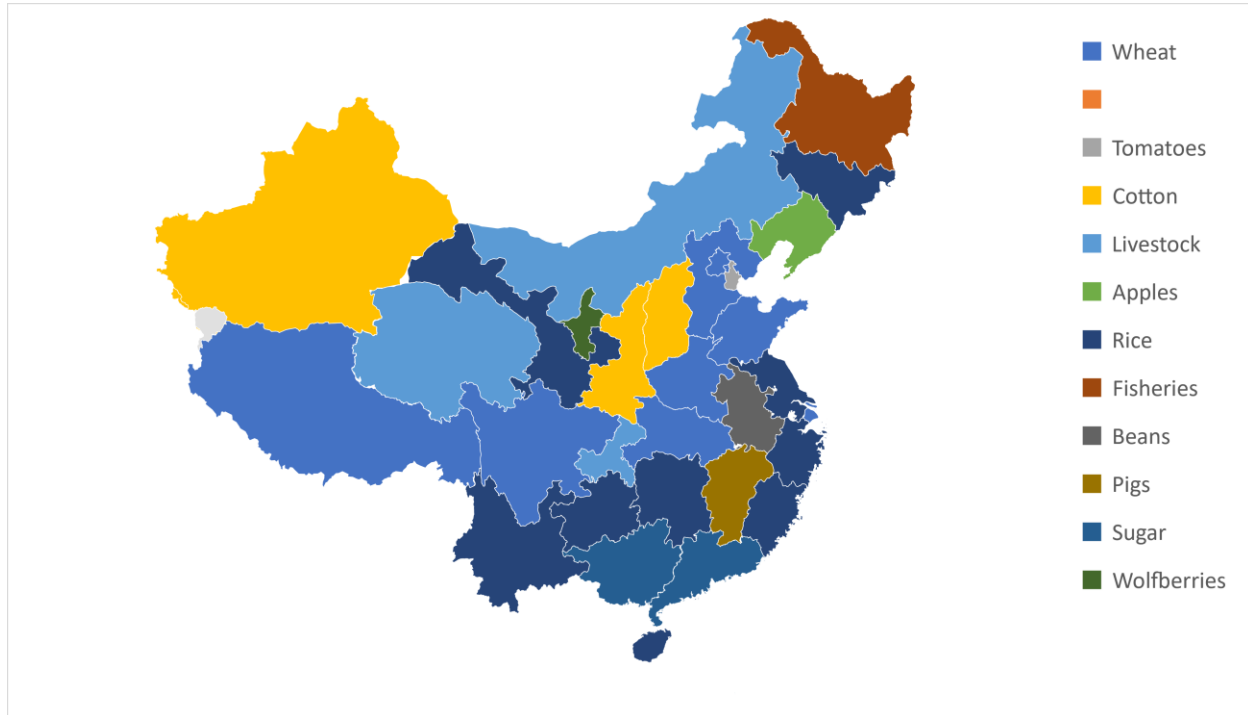 Wheat
Tomatoes
Cotton
Livestock
Apples
Rice
Fisheries
Beans
Pigs
Sugar
Wolfberries